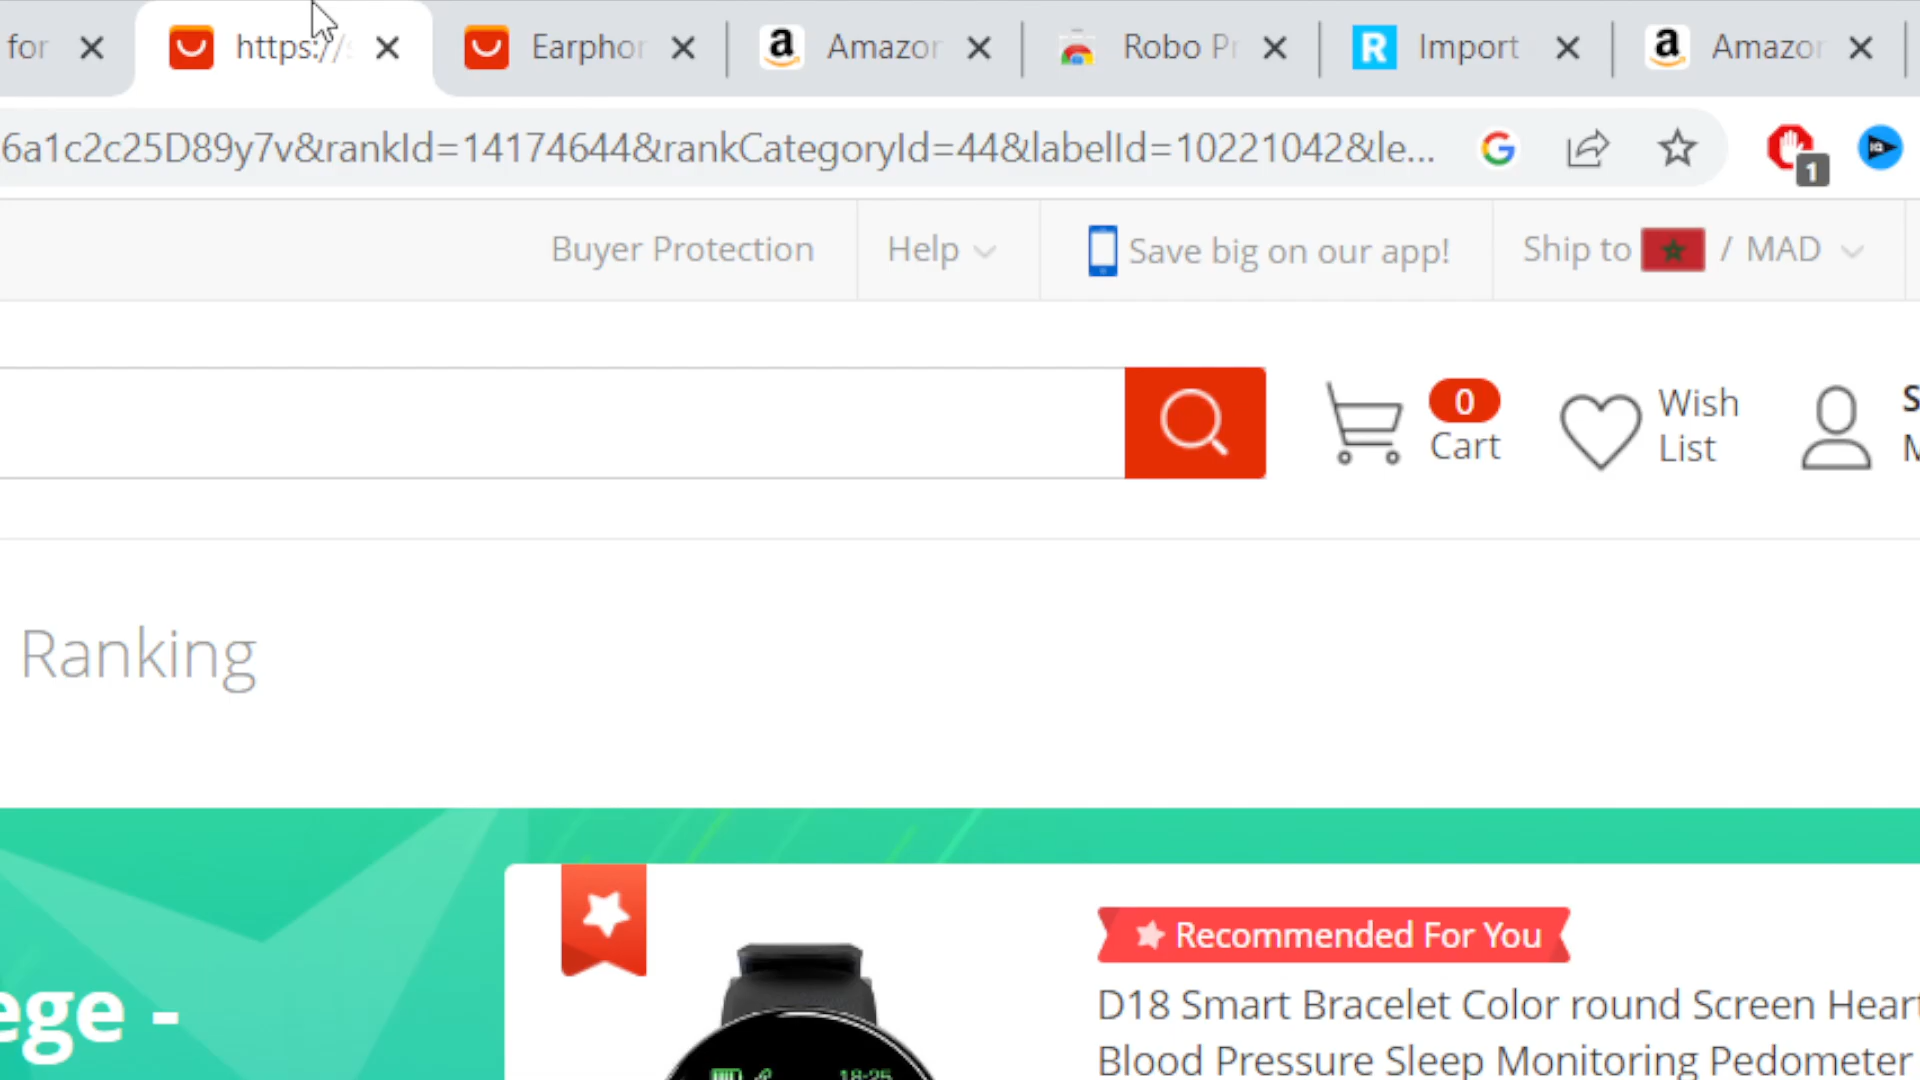 for
https://
Earphor
Amazor
Robo Pr
Import
Amazor
6a1c2c25D89y7v&rankId=14174644&rankCategoryId=44&labelId=10221042&le...
1
Buyer Protection
Help
Save big on our app!
Ship to / MAD
0
Cart
Wish
List
S
M
Ranking
Recommended For You
D18 Smart Bracelet Color round Screen Heart
Blood Pressure Sleep Monitoring Pedometer
ege -
18:25